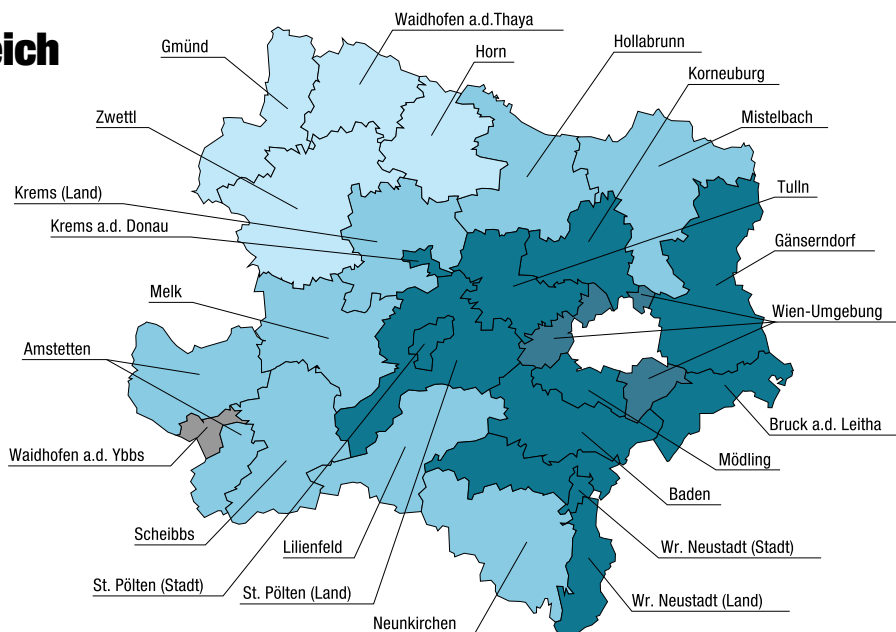 eich
Waidhofen a.d.Thaya
Gmünd
Horn
Hollabrunn
Korneburg
Zwettl
Mistelbach
Krems (Land)
Tulln
Krems a.d. Donau
Gänserndorf
Melk
Wien-Umgebung
Amstetten
Bruck a.d. Leitha
Waidhofen a.d. Ybbs
Mödling
Baden
Scheibbs
Lilienfeld
Wr. Neustadt (Stadt)
St. Pölten (Stadt)
St. Pölten (Land)
Wr. Neustadt (Land)
Neunkirchen